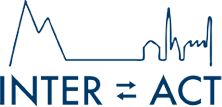 INTER ⇄ ACT